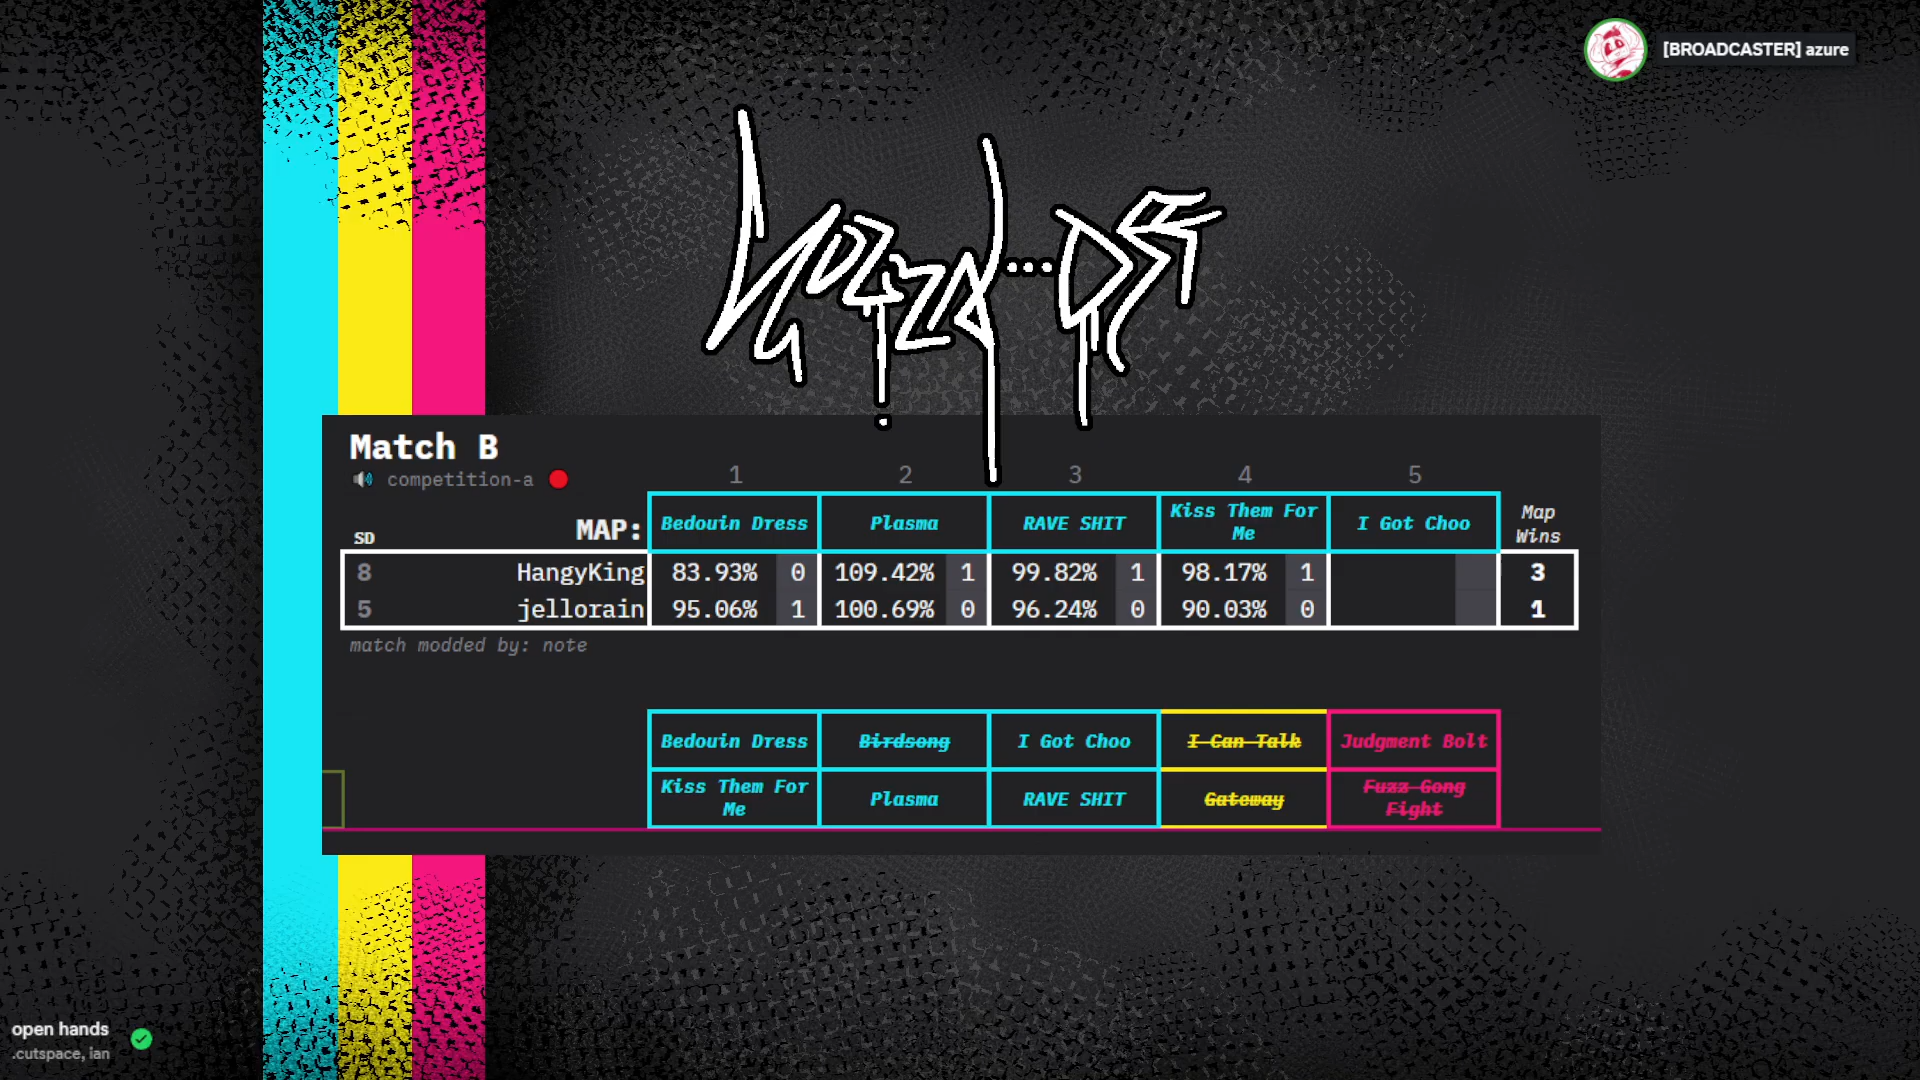 [BROADCASTER] azure
Match B
competition-a
1 2 3 4 5
SD MAP: Bedouin Dress Plasma RAVE SHIT Kiss Them For Me I Got Choo Map Wins
8 HangyKing 83.93% 0 109.42% 1 99.82% 1 98.17% 1 3
5 jellorain 95.06% 1 100.69% 0 96.24% 0 90.03% 0 1
match modded by: note
Bedouin Dress Birdsong I Got Choo I Can Talk Judgment Bolt
Kiss Them For Me Plasma RAVE SHIT Gateway Fuzz Gong Fight
open hands
.cutspace, ian